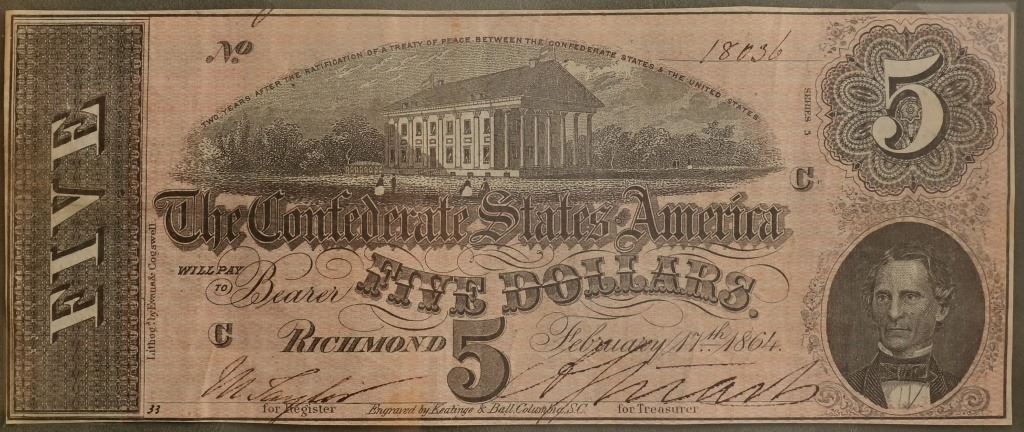 No 18036
TWO YEARS AFTER THE RATIFICATION OF A TREATY OF PEACE BETWEEN THE CONFEDERATE STATES & THE UNITED STATES
5
SERIES 5
C
FIVE
The Confederate States of America
WILL PAY
TO Bearer FIVE DOLLARS.
Lithog'd by Evans & Cogswell
C RICHMOND 5 February 17th 1864.
33 for Register Engraved by Keatinge & Ball, Columbia, S.C. for Treasurer